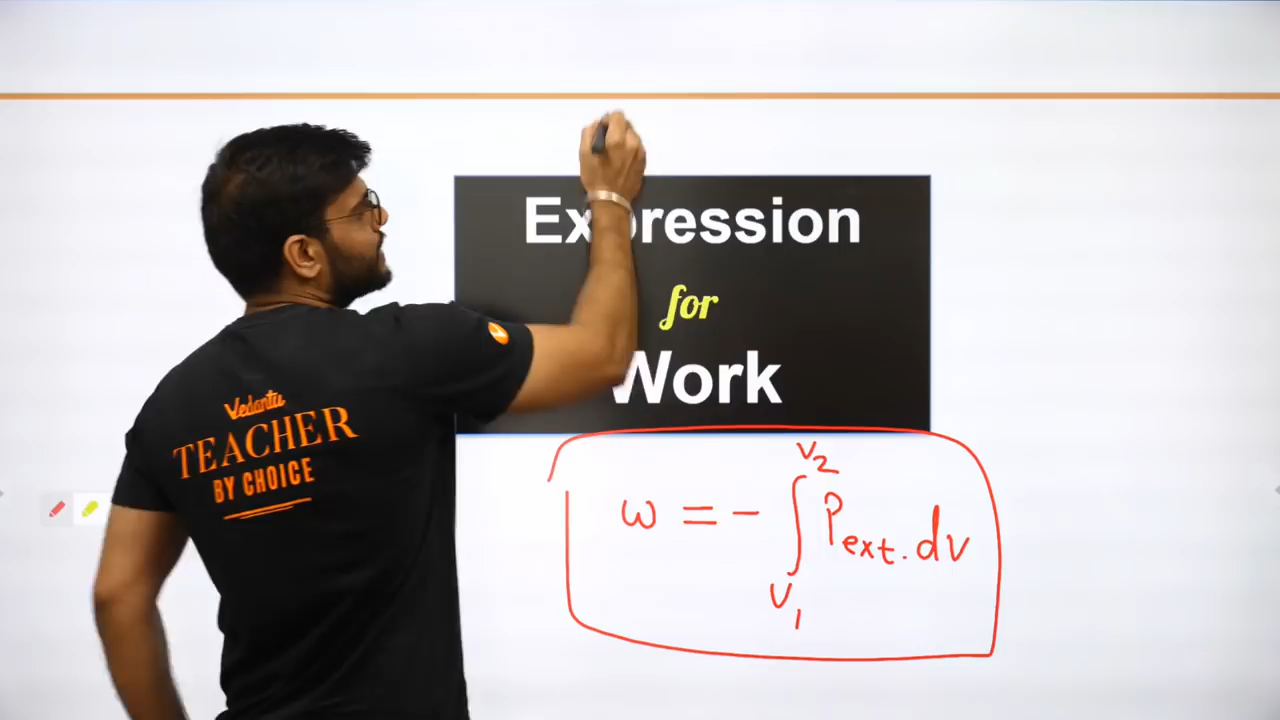 Expression
for
Work
Vedantu
TEACHER
BY CHOICE
V2
w = - ∫ Pext. dv
V1